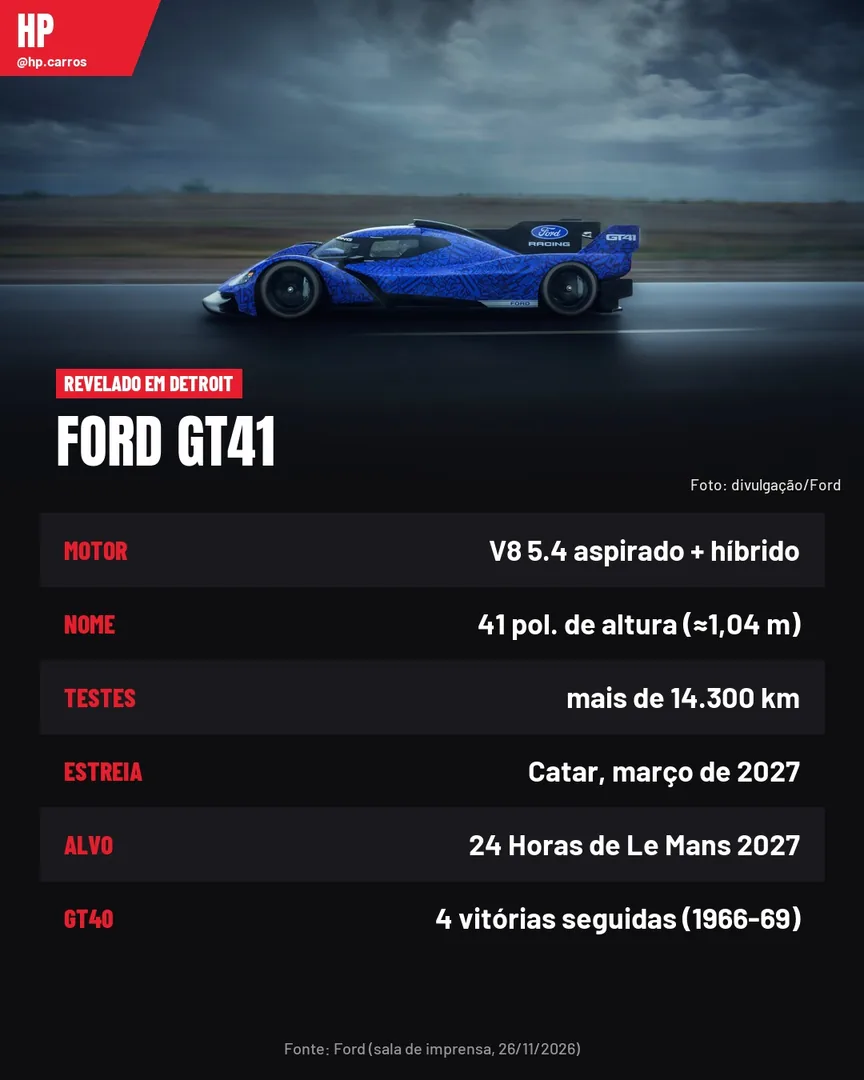 HP
@hp.carros
Ford
RACING
GT41
FORD
REVELADO EM DETROIT
FORD GT41
Foto: divulgação/Ford
MOTOR V8 5.4 aspirado + híbrido
NOME 41 pol. de altura (≈1,04 m)
TESTES mais de 14.300 km
ESTREIA Catar, março de 2027
ALVO 24 Horas de Le Mans 2027
GT40 4 vitórias seguidas (1966-69)
Fonte: Ford (sala de imprensa, 26/11/2026)